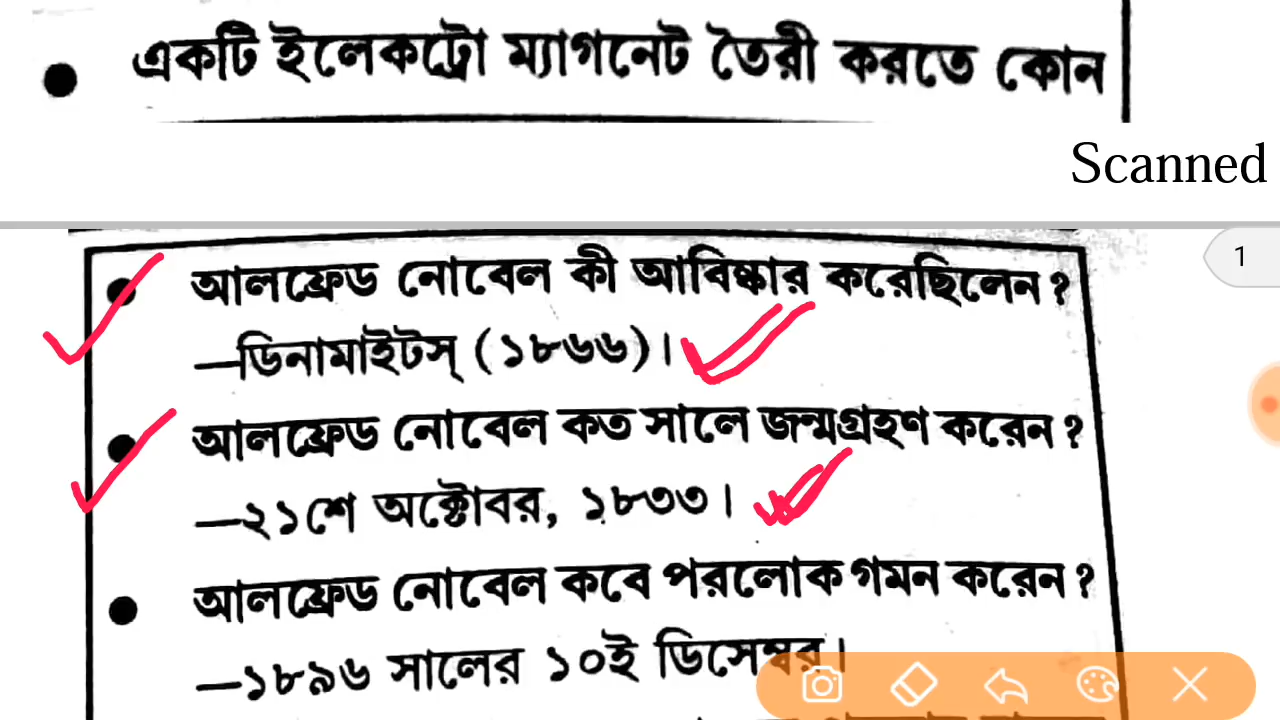 একটি ইলেকট্রো ম্যাগনেট তৈরী করতে কোন
Scanned
1
আলফ্রেড নোবেল কী আবিষ্কার করেছিলেন?
—ডিনামাইটস্ (১৮৬৬)।
আলফ্রেড নোবেল কত সালে জন্মগ্রহণ করেন?
—২১শে অক্টোবর, ১৮৩৩।
আলফ্রেড নোবেল কবে পরলোক গমন করেন?
—১৮৯৬ সালের ১০ই ডিসেম্বর।